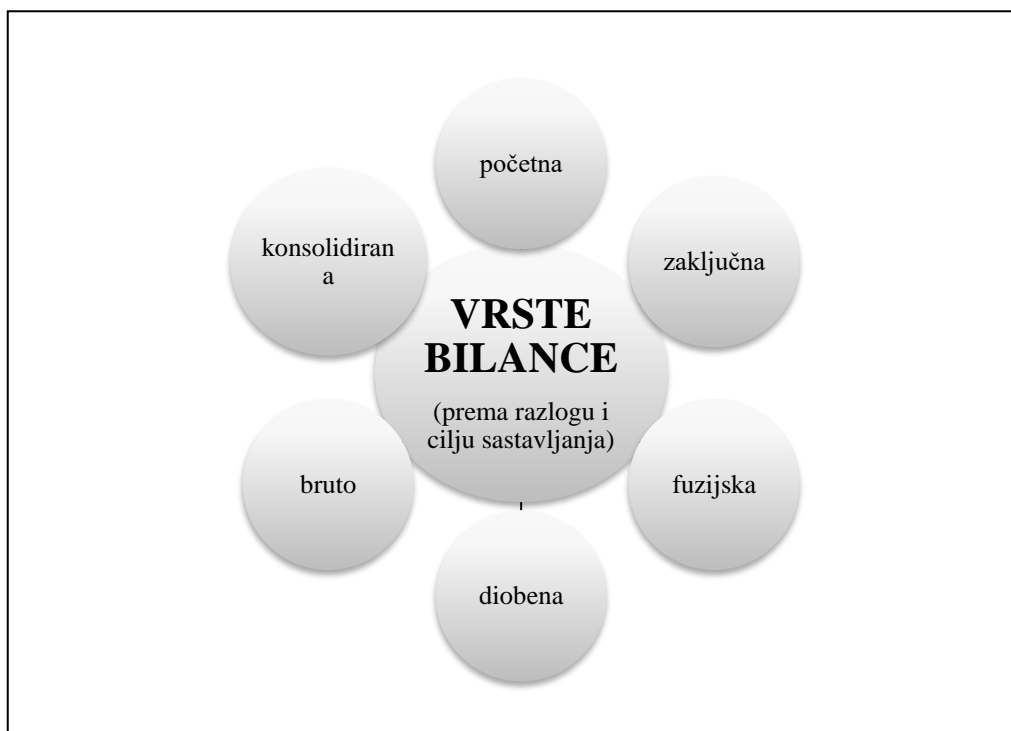 početna
konsolidiran
a
zaključna
VRSTE
BILANCE
(prema razlogu i
cilju sastavljanja)
bruto
fuzijska
diobena